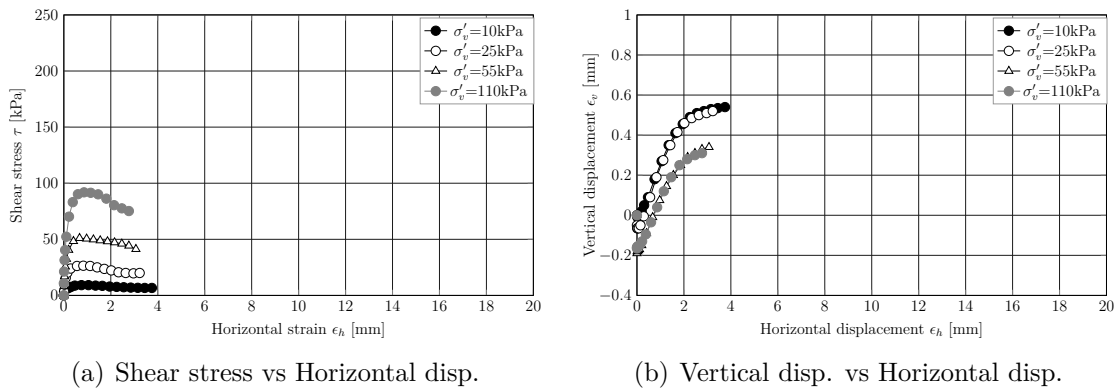 250
200
150
100
50
0
0 2 4 6 8 10 12 14 16 18 20
Shear stress τ [kPa]
Horizontal strain ϵh [mm]
σ′v=10kPa
σ′v=25kPa
σ′v=55kPa
σ′v=110kPa
(a) Shear stress vs Horizontal disp.
1
0.8
0.6
0.4
0.2
0
−0.2
−0.4
0 2 4 6 8 10 12 14 16 18 20
Vertical displacement ϵv [mm]
Horizontal displacement ϵh [mm]
σ′v=10kPa
σ′v=25kPa
σ′v=55kPa
σ′v=110kPa
(b) Vertical disp. vs Horizontal disp.